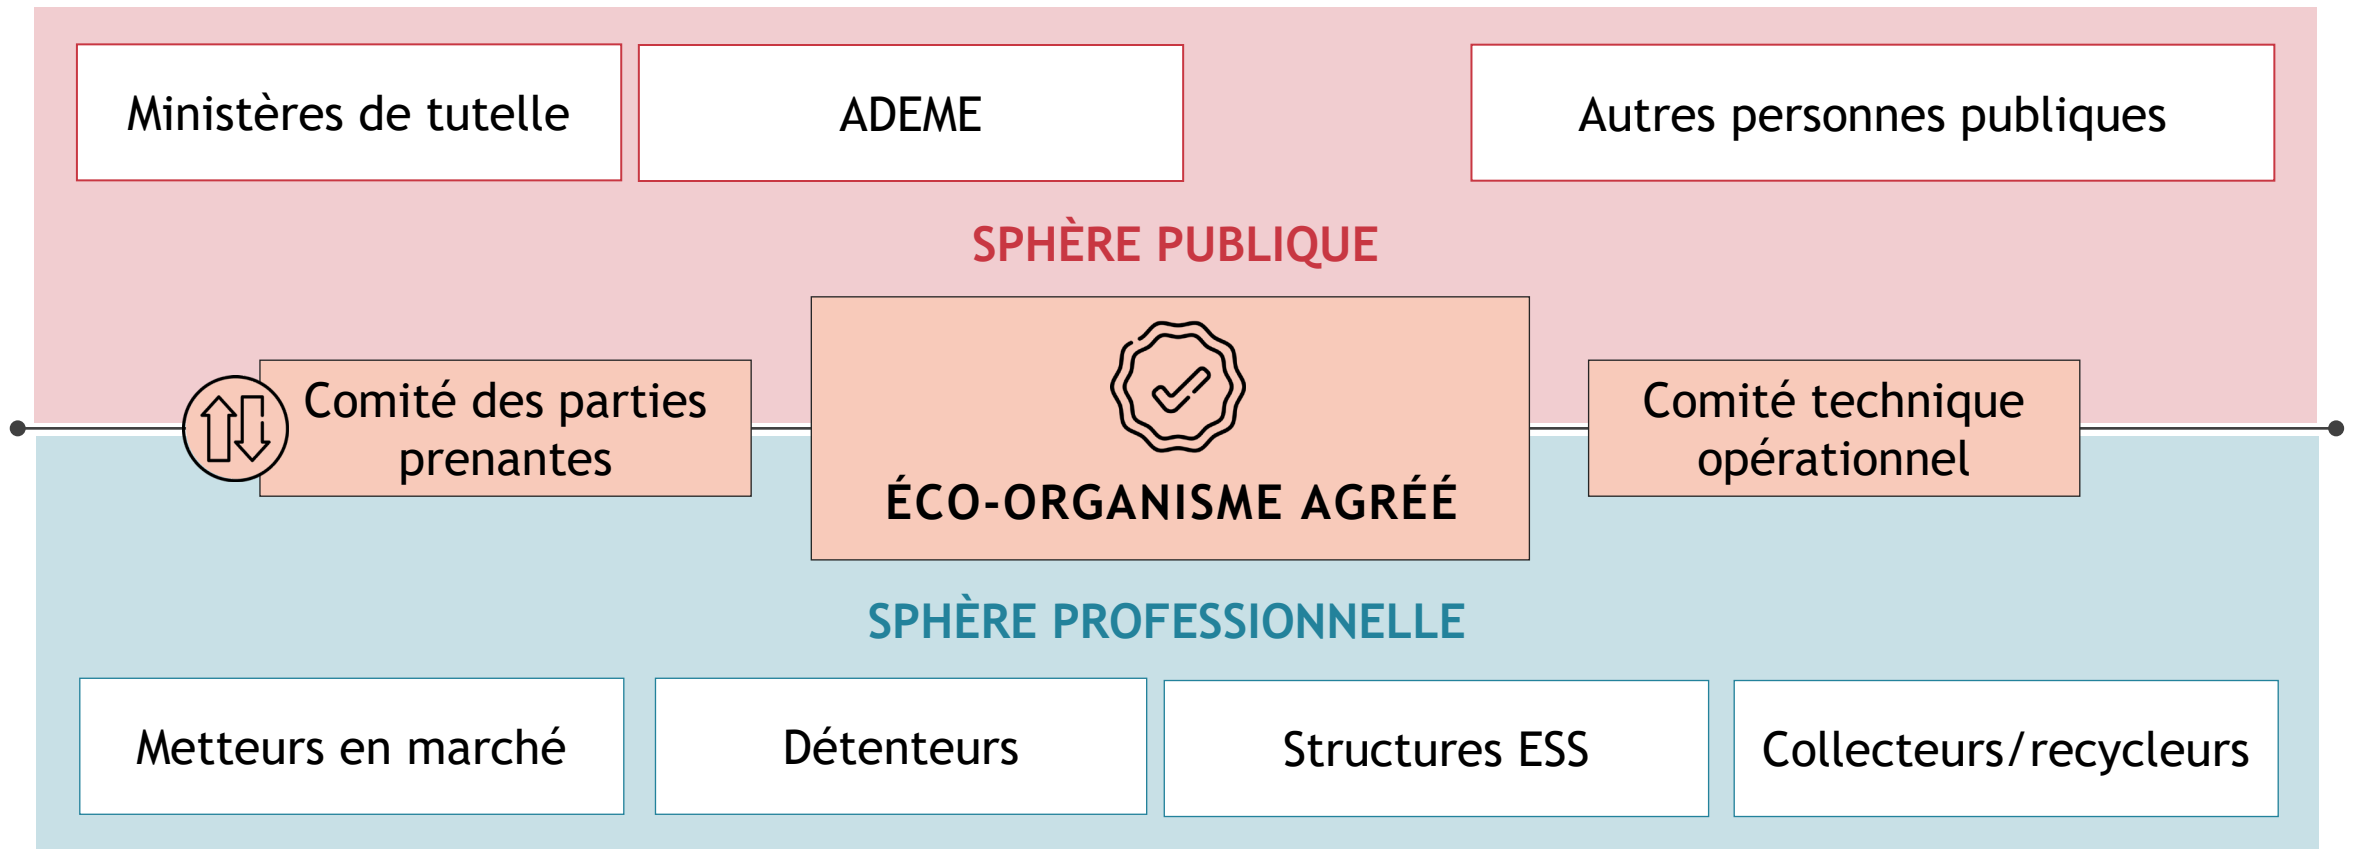 Ministères de tutelle
ADEME
Autres personnes publiques
SPHÈRE PUBLIQUE
Comité des parties
prenantes
ÉCO-ORGANISME AGRÉÉ
Comité technique
opérationnel
SPHÈRE PROFESSIONNELLE
Metteurs en marché
Détenteurs
Structures ESS
Collecteurs/recycleurs